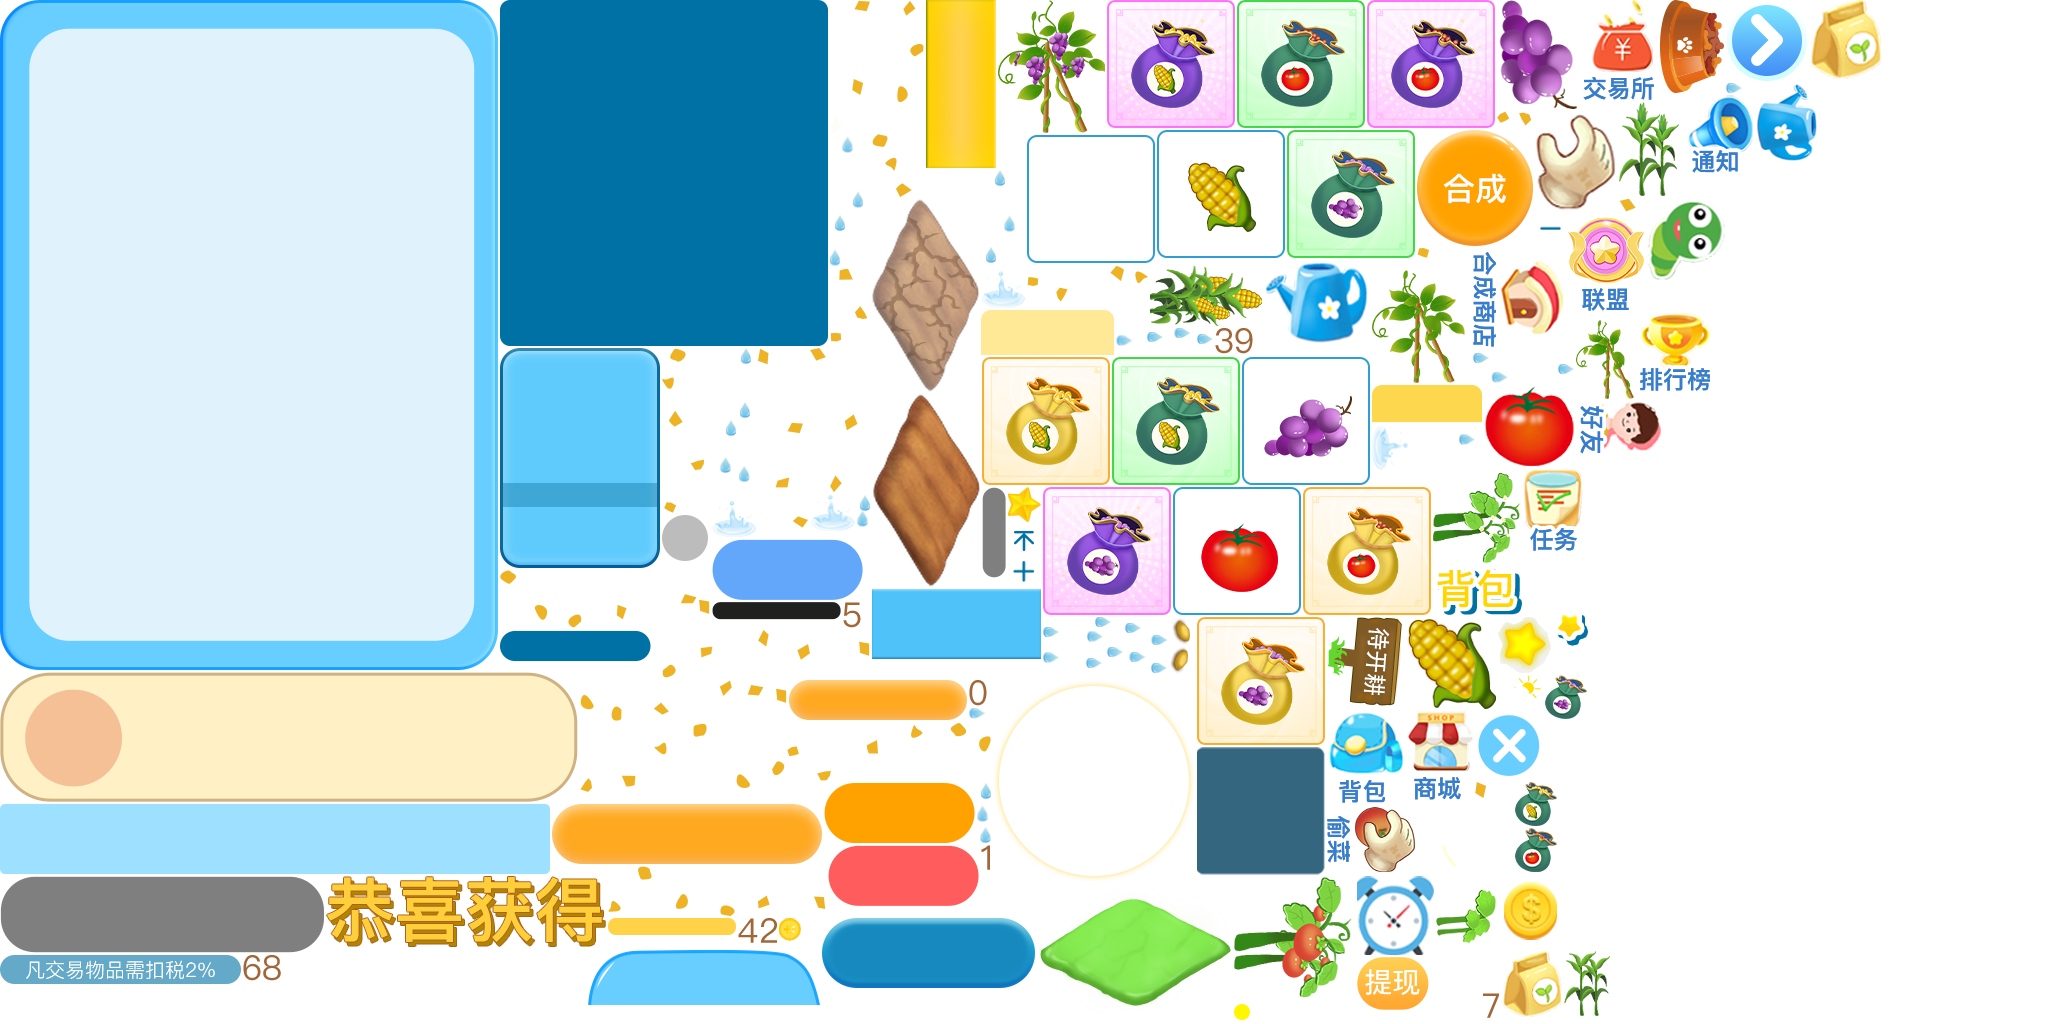 交易所
通知
合成
联盟
合成商店
39
排行榜
好友
任务
5
背包
待开耕
0
SHOP
背包
商城
偷菜
1
恭喜获得
42
提现
凡交易物品需扣税2%
68
7